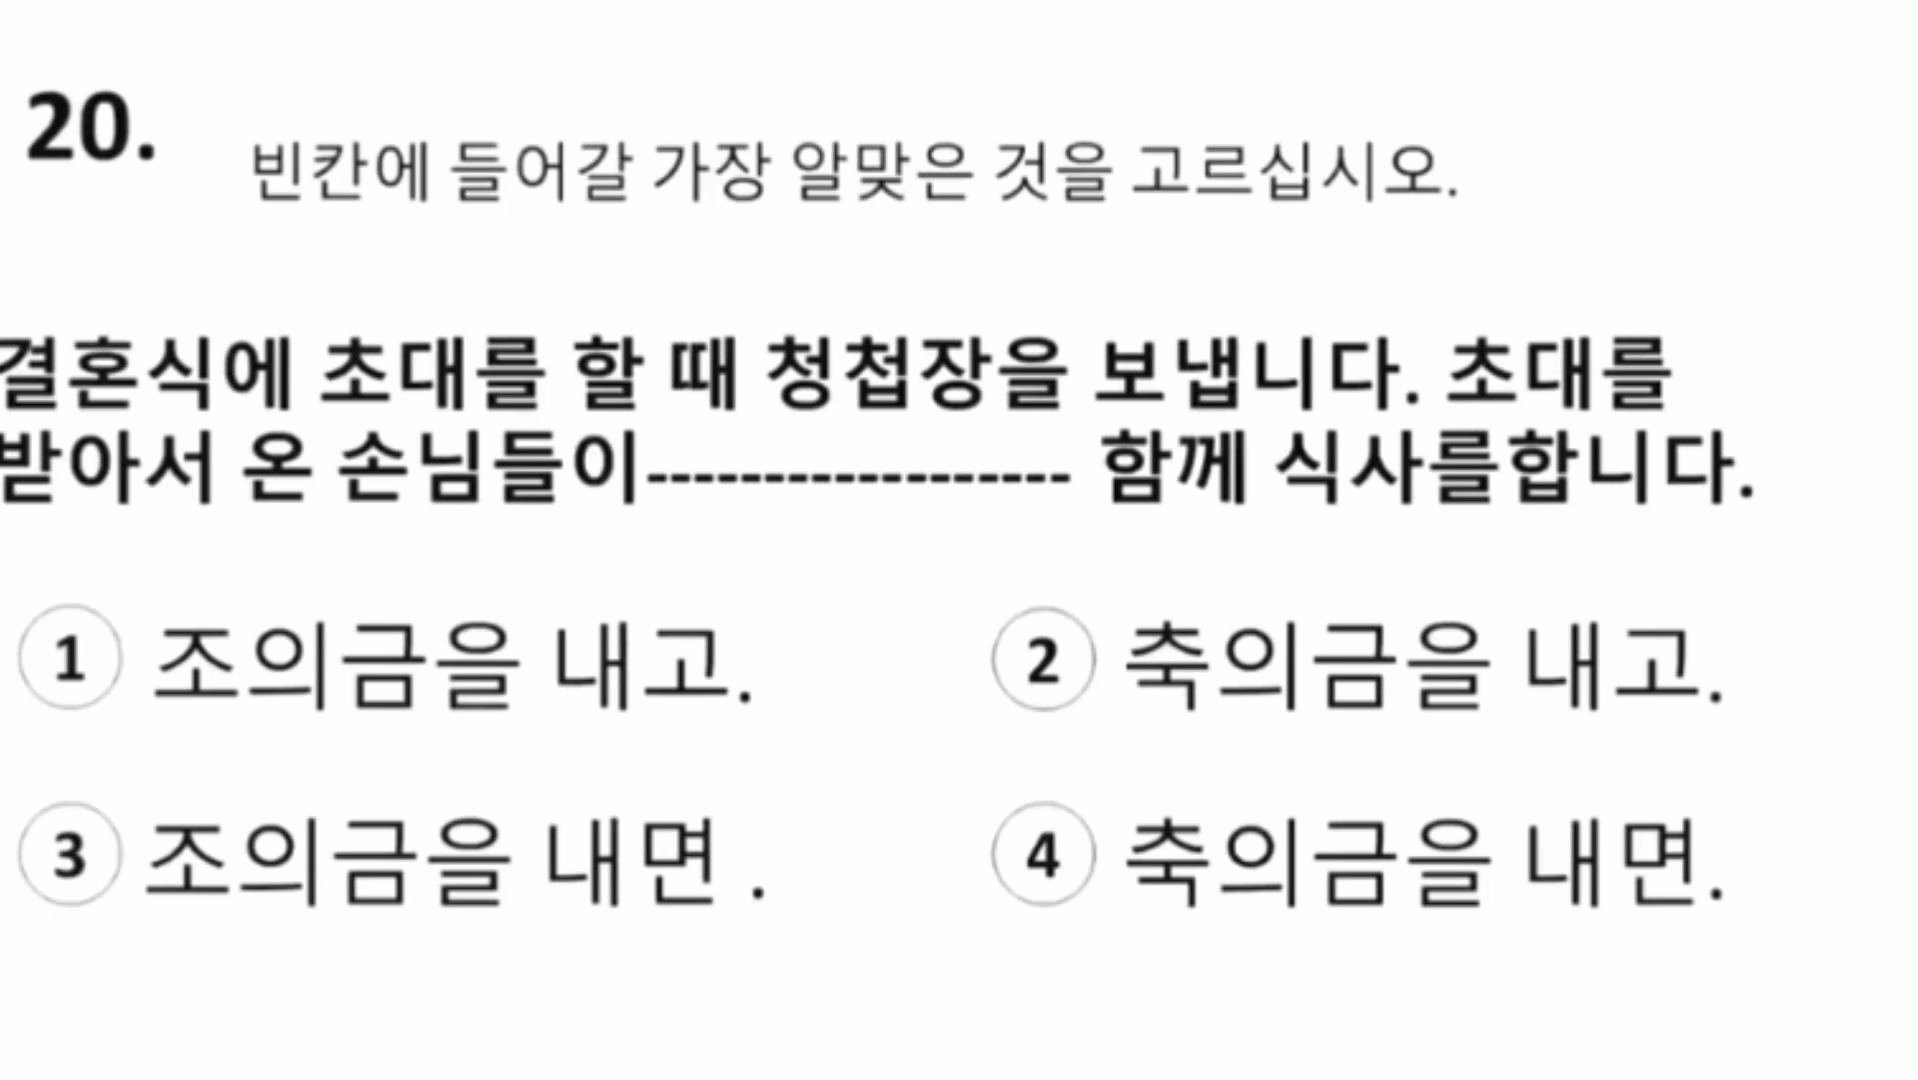 20.
빈칸에 들어갈 가장 알맞은 것을 고르십시오.
결혼식에 초대를 할 때 청첩장을 보냅니다. 초대를
받아서 온 손님들이------------------ 함께 식사를합니다.
1 조의금을 내고.
2 축의금을 내고.
3 조의금을 내면 .
4 축의금을 내면.